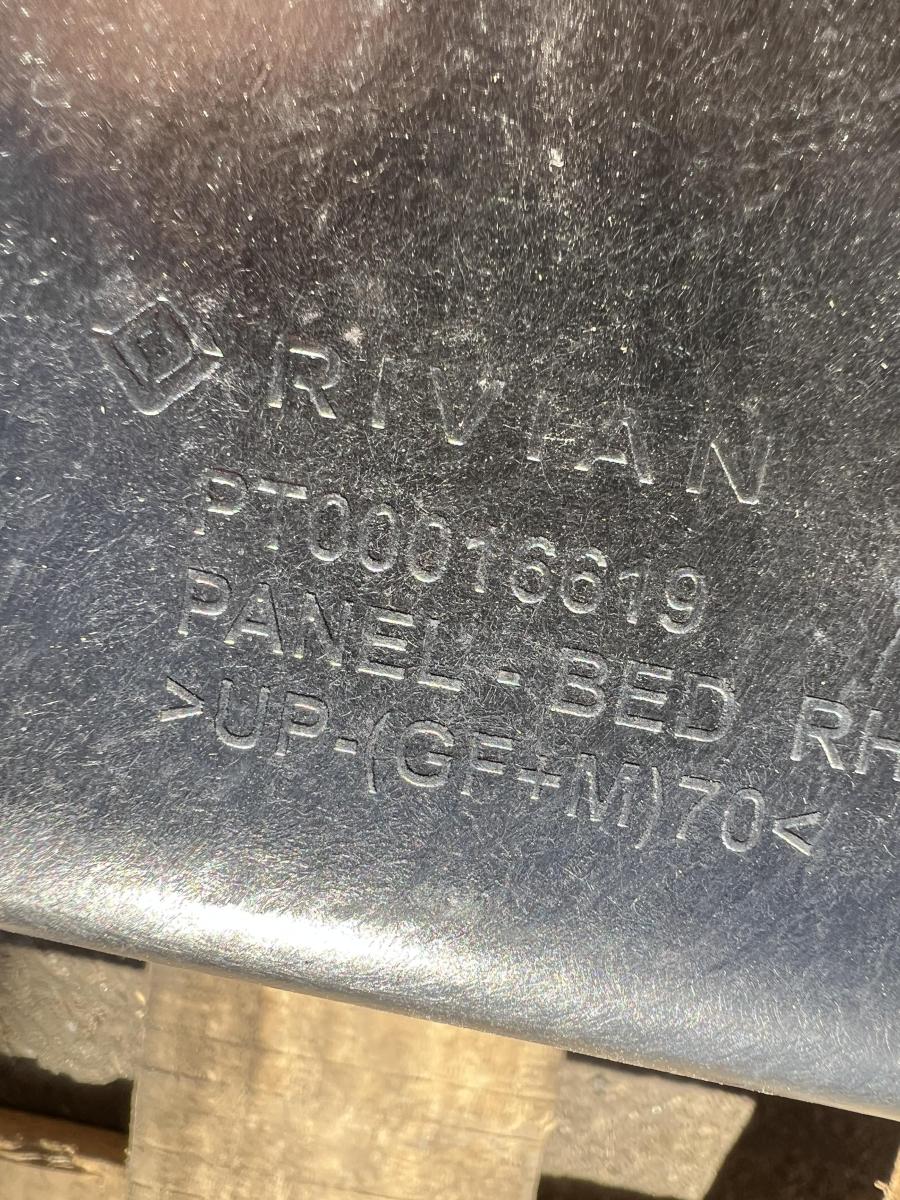 RIVIAN
PT00016619
PANEL - BED RH
>UP-(GF+M)70<